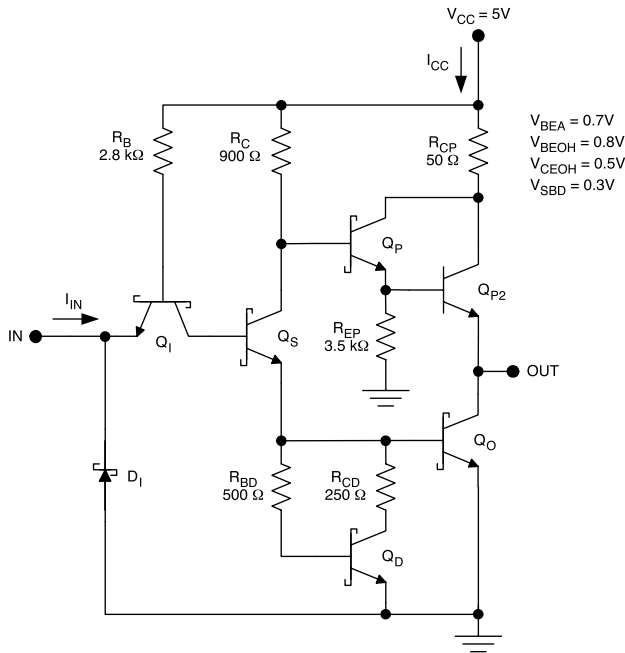 V_CC = 5V
I_CC
R_B
2.8 kΩ
R_C
900 Ω
R_CP
50 Ω
V_BEA = 0.7V
V_BEOH = 0.8V
V_CEOH = 0.5V
V_SBD = 0.3V
Q_P
I_IN
IN
Q_I
Q_S
R_EP
3.5 kΩ
Q_P2
OUT
D_I
R_BD
500 Ω
R_CD
250 Ω
Q_O
Q_D